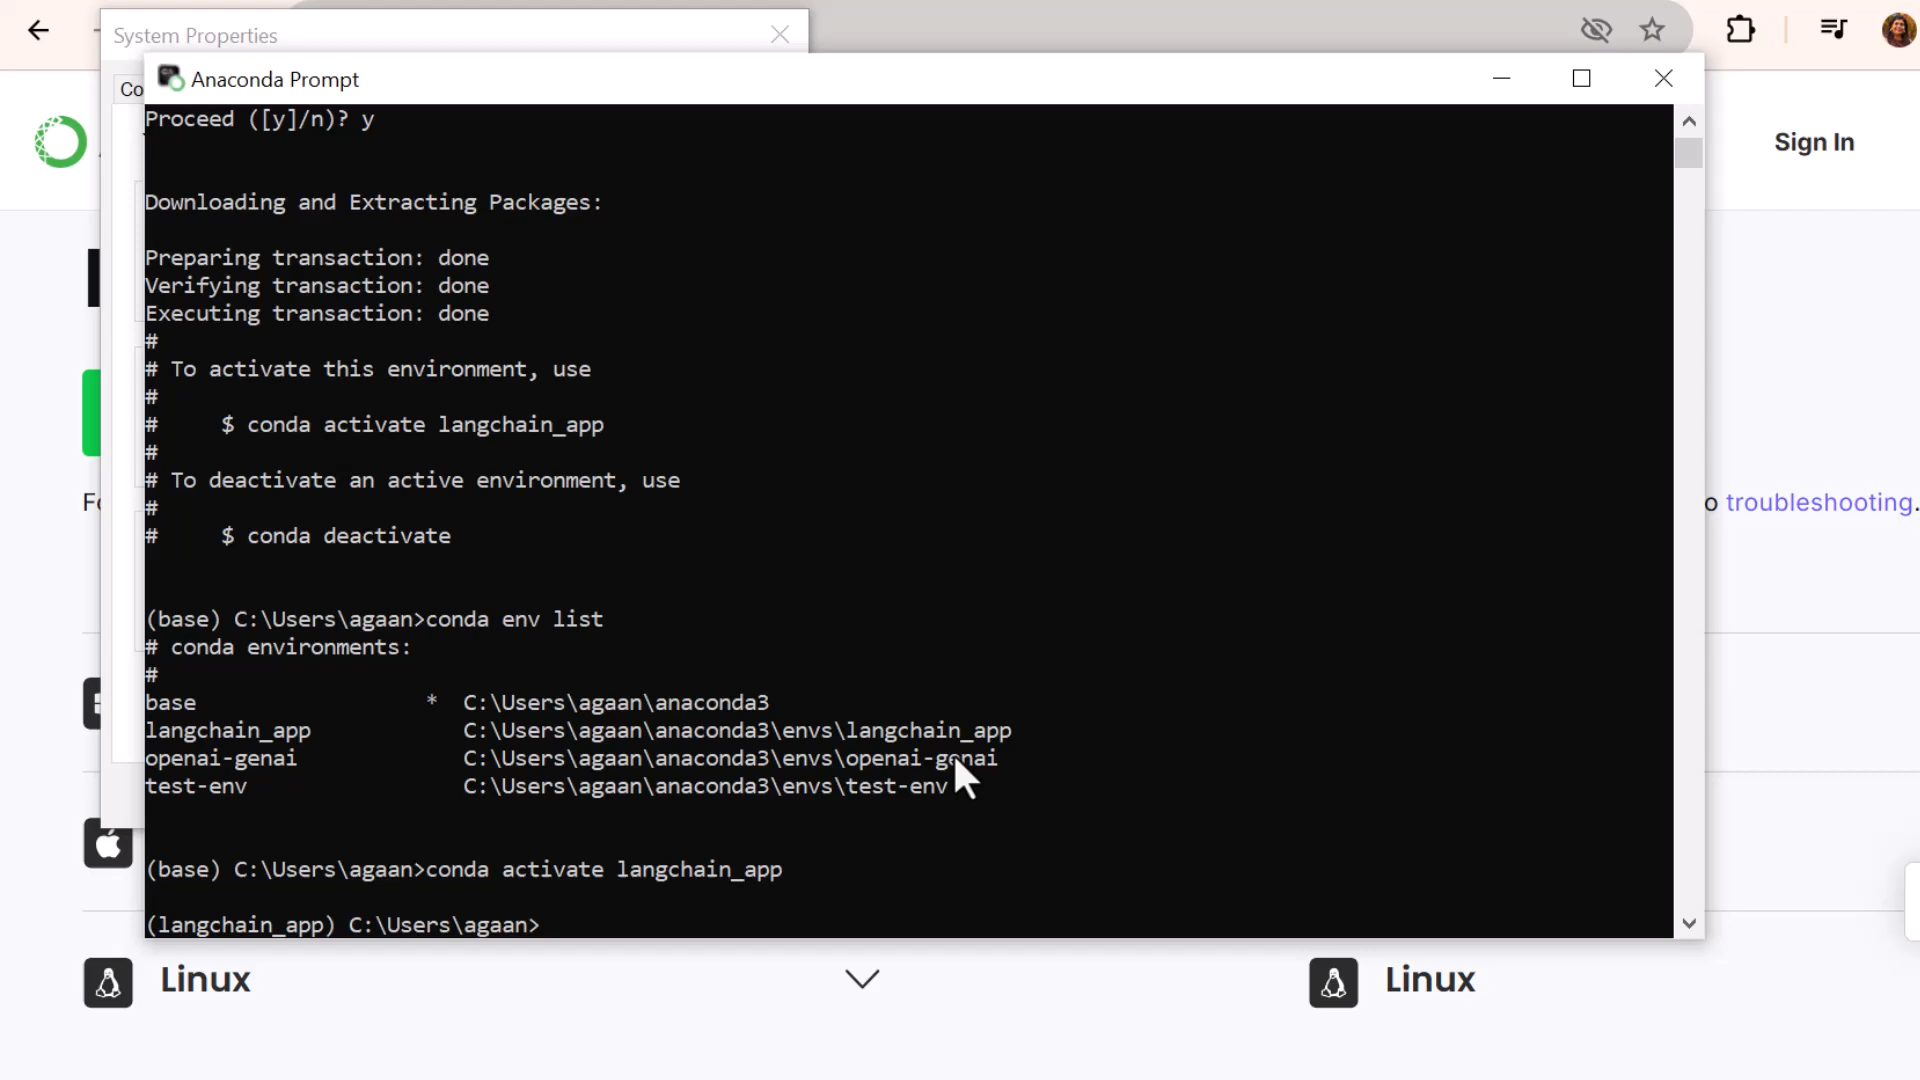 System Properties
Anaconda Prompt
Co
Proceed ([y]/n)? y
Sign In
Downloading and Extracting Packages:
Preparing transaction: done
Verifying transaction: done
Executing transaction: done
#
# To activate this environment, use
#
#     $ conda activate langchain_app
#
# To deactivate an active environment, use
#
#     $ conda deactivate
Fo
o troubleshooting.
(base) C:\Users\agaan>conda env list
# conda environments:
#
base                  *  C:\Users\agaan\anaconda3
langchain_app            C:\Users\agaan\anaconda3\envs\langchain_app
openai-genai             C:\Users\agaan\anaconda3\envs\openai-genai
test-env                 C:\Users\agaan\anaconda3\envs\test-env
(base) C:\Users\agaan>conda activate langchain_app
(langchain_app) C:\Users\agaan>
Linux
Linux